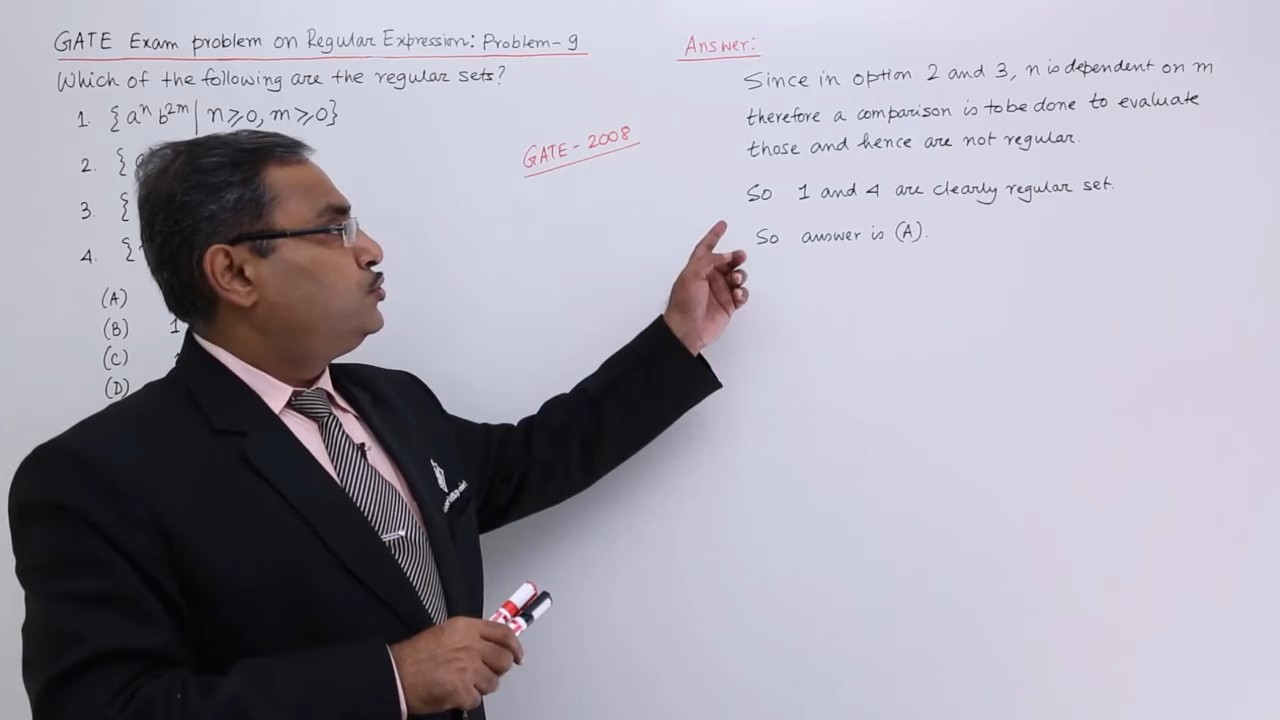 GATE Exam problem on Regular Expression: Problem-9
Which of the following are the regular sets?
1. {aⁿ b²ᵐ | n⩾0, m⩾0}
2. {a
3. {
4. {
(A)
(B) 1
(C)
(D)
GATE-2008
Answer:
Since in option 2 and 3, n is dependent on m
therefore a comparison is to be done to evaluate
those and hence are not regular.
So 1 and 4 are clearly regular set.
So answer is (A).